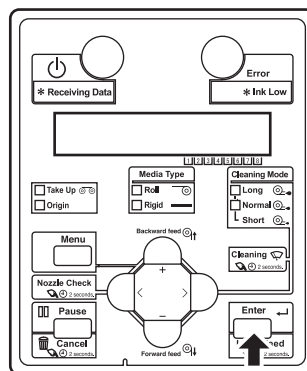 Error
* Receiving Data
* Ink Low
1 2 3 4 5 6 7 8
Media Type
Cleaning Mode
Take Up
Roll
Long
Origin
Rigid
Normal
Short
Menu
Backward feed
Cleaning
2 seconds.
Nozzle Check
2 seconds.
+
< >
−
Pause
Enter
Cancel
2 seconds.
Forward feed
2 seconds.